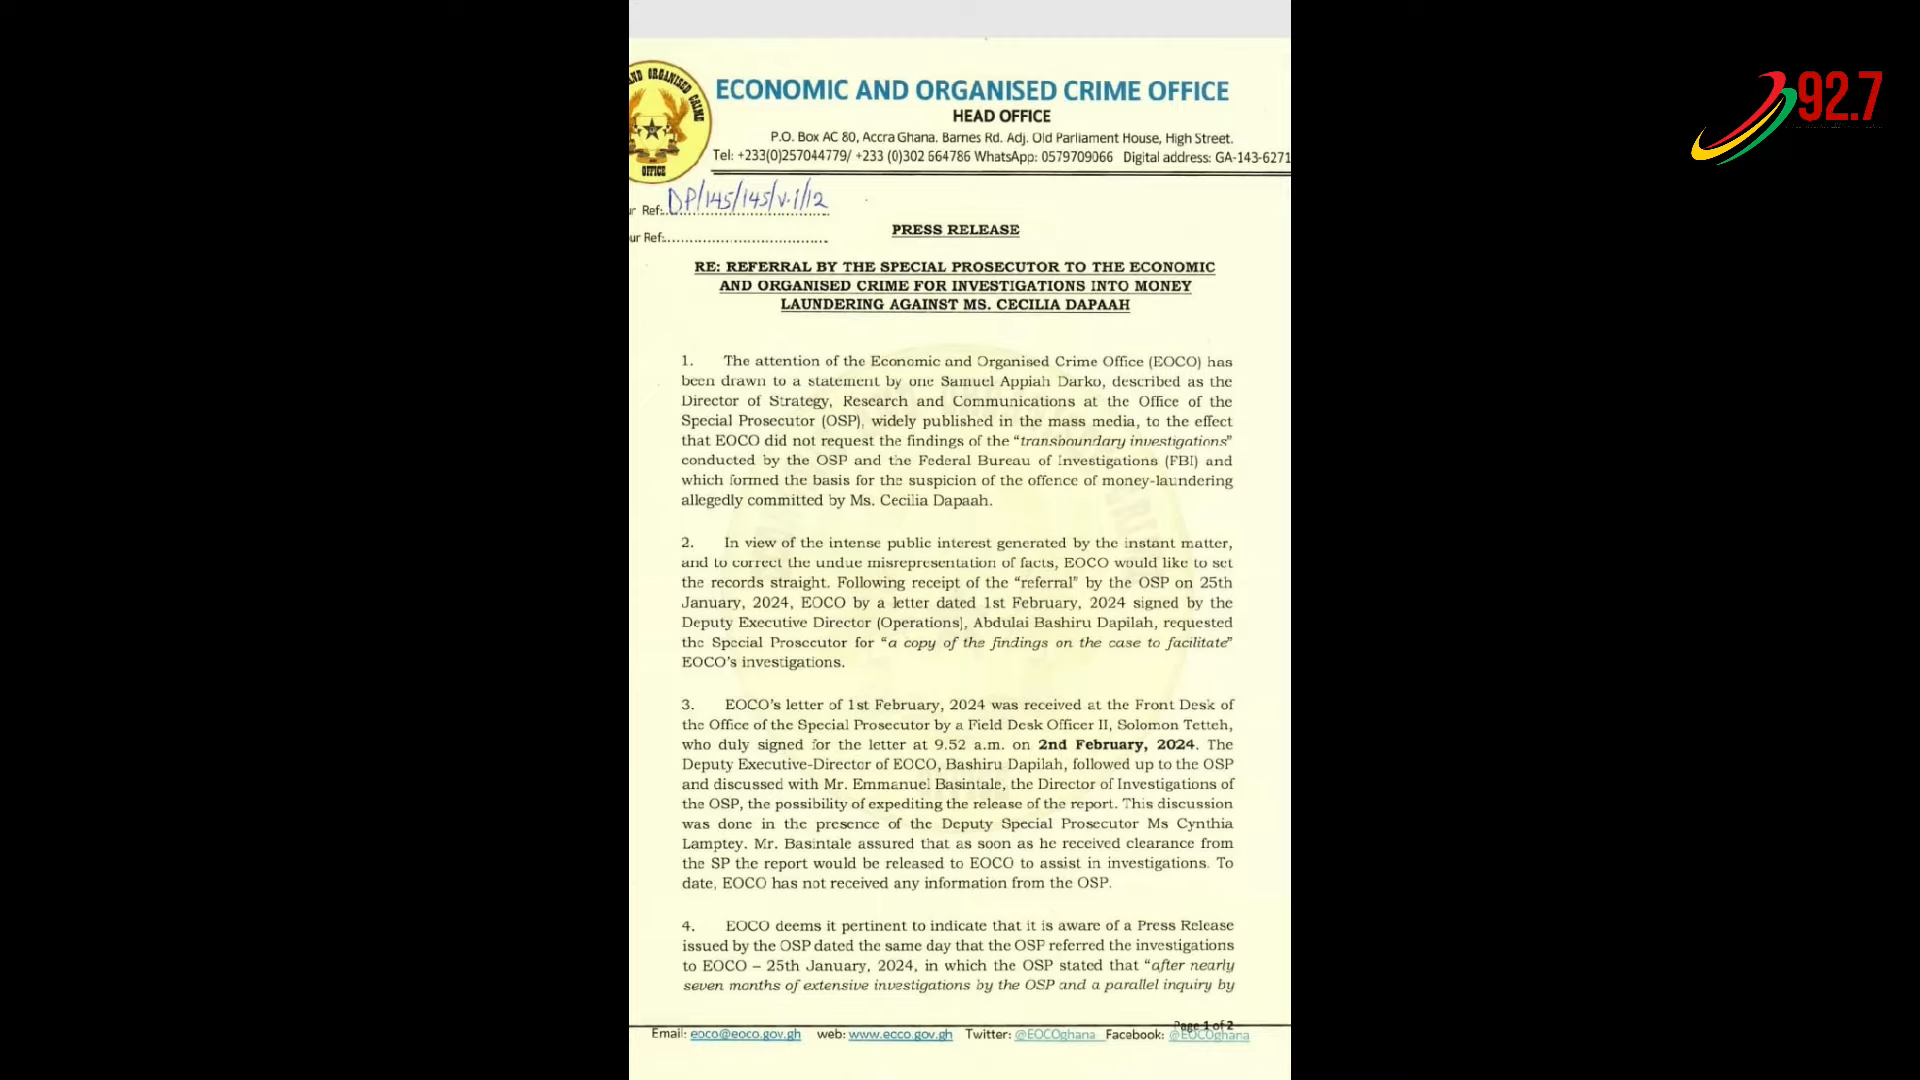 AND ORGANISED CRIME
OFFICE
ECONOMIC AND ORGANISED CRIME OFFICE
HEAD OFFICE
P.O. Box AC 80, Accra Ghana. Barnes Rd. Adj. Old Parliament House, High Street.
Tel: +233(0)257044779/ +233 (0)302 664786 WhatsApp: 0579709066 Digital address: GA-143-6271
92.7
r Ref:..DP/145/145/V.1/12
ur Ref:....................................
PRESS RELEASE
RE: REFERRAL BY THE SPECIAL PROSECUTOR TO THE ECONOMIC
AND ORGANISED CRIME FOR INVESTIGATIONS INTO MONEY
LAUNDERING AGAINST MS. CECILIA DAPAAH
1. The attention of the Economic and Organised Crime Office (EOCO) has
been drawn to a statement by one Samuel Appiah Darko, described as the
Director of Strategy, Research and Communications at the Office of the
Special Prosecutor (OSP), widely published in the mass media, to the effect
that EOCO did not request the findings of the “transboundary investigations”
conducted by the OSP and the Federal Bureau of Investigations (FBI) and
which formed the basis for the suspicion of the offence of money-laundering
allegedly committed by Ms. Cecilia Dapaah.
2. In view of the intense public interest generated by the instant matter,
and to correct the undue misrepresentation of facts, EOCO would like to set
the records straight. Following receipt of the “referral” by the OSP on 25th
January, 2024, EOCO by a letter dated 1st February, 2024 signed by the
Deputy Executive Director (Operations), Abdulai Bashiru Dapilah, requested
the Special Prosecutor for “a copy of the findings on the case to facilitate”
EOCO’s investigations.
3. EOCO’s letter of 1st February, 2024 was received at the Front Desk of
the Office of the Special Prosecutor by a Field Desk Officer II, Solomon Tetteh,
who duly signed for the letter at 9.52 a.m. on 2nd February, 2024. The
Deputy Executive-Director of EOCO, Bashiru Dapilah, followed up to the OSP
and discussed with Mr. Emmanuel Basintale, the Director of Investigations of
the OSP, the possibility of expediting the release of the report. This discussion
was done in the presence of the Deputy Special Prosecutor Ms Cynthia
Lamptey. Mr. Basintale assured that as soon as he received clearance from
the SP the report would be released to EOCO to assist in investigations. To
date, EOCO has not received any information from the OSP.
4. EOCO deems it pertinent to indicate that it is aware of a Press Release
issued by the OSP dated the same day that the OSP referred the investigations
to EOCO – 25th January, 2024, in which the OSP stated that “after nearly
seven months of extensive investigations by the OSP and a parallel inquiry by
Page 1 of 2
Email: eoco@eoco.gov.gh web: www.eoco.gov.gh Twitter: @EOCOghana Facebook: @EOCOghana